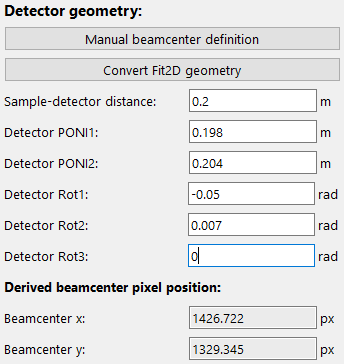 Detector geometry:
Manual beamcenter definition
Convert Fit2D geometry
Sample-detector distance: 0.2 m
Detector PONI1: 0.198 m
Detector PONI2: 0.204 m
Detector Rot1: -0.05 rad
Detector Rot2: 0.007 rad
Detector Rot3: 0 rad
Derived beamcenter pixel position:
Beamcenter x: 1426.722 px
Beamcenter y: 1329.345 px